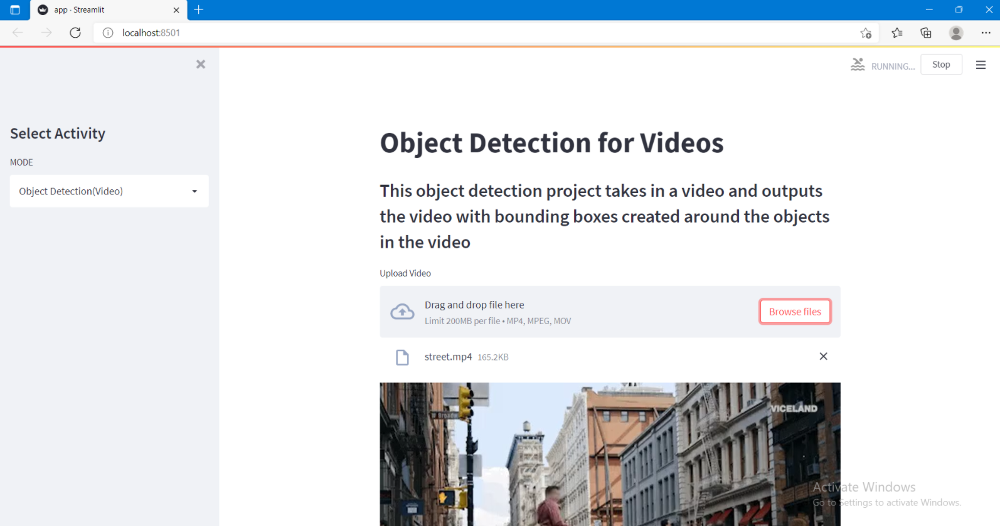 app · Streamlit
localhost:8501
RUNNING...
Stop
Select Activity
MODE
Object Detection(Video)
Object Detection for Videos
This object detection project takes in a video and outputs
the video with bounding boxes created around the objects
in the video
Upload Video
Drag and drop file here
Limit 200MB per file • MP4, MPEG, MOV
Browse files
street.mp4 165.2KB
VICELAND
W Broadw
Activate Windows
Go to Settings to activate Windows.